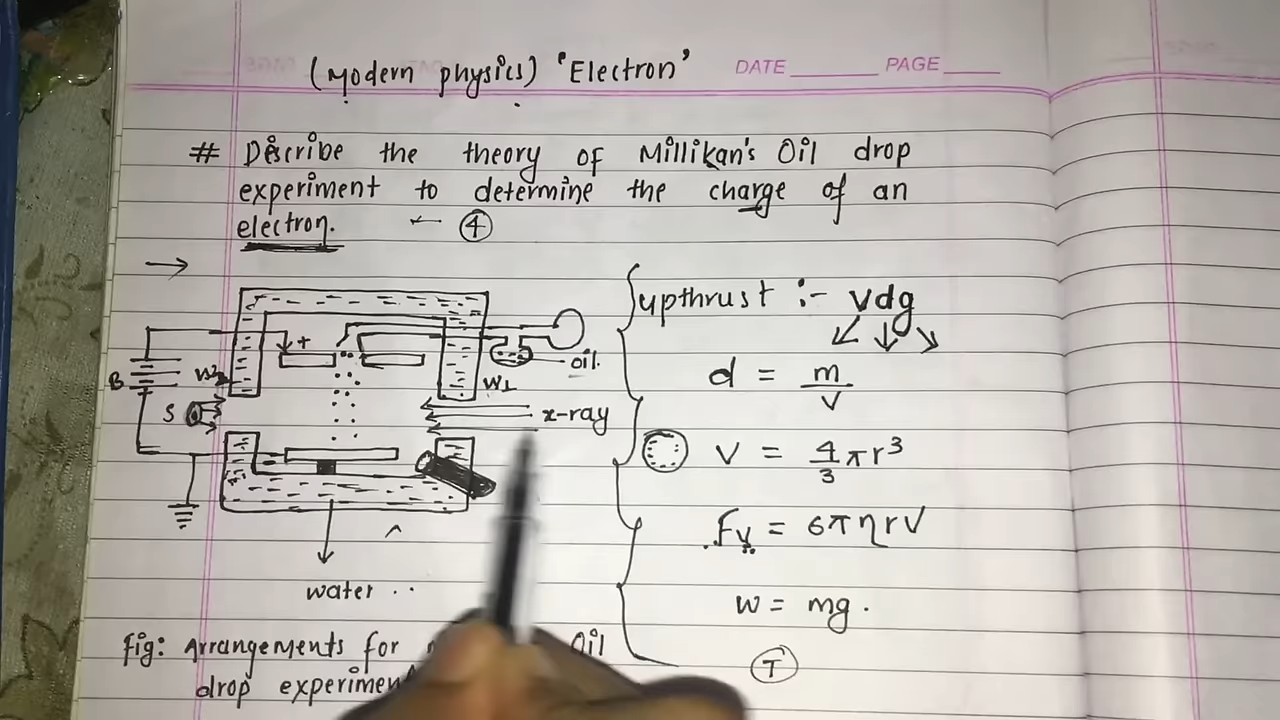 (Modern physics) 'Electron'
DATE PAGE
# Describe the theory of Millikan's Oil drop
experiment to determine the charge of an
electron. ← ④
→
+
B
W2
S
W1
oil.
x-ray
water ..
fig: Arrangements for Oil
drop experimen
upthrust :- vdg
d = m/v
V = 4/3 πr³
Fv = 6πηrV
W = mg.
Ⓣ